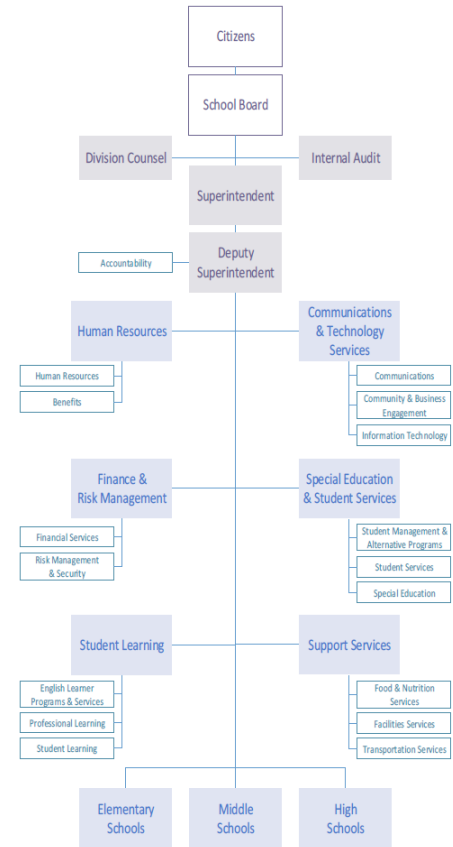 Citizens
School Board
Division Counsel
Internal Audit
Superintendent
Deputy
Superintendent
Accountability
Human Resources
Human Resources
Benefits
Communications
& Technology
Services
Communications
Community & Business
Engagement
Information Technology
Finance &
Risk Management
Financial Services
Risk Management
& Security
Special Education
& Student Services
Student Management &
Alternative Programs
Student Services
Special Education
Student Learning
English Learner
Programs & Services
Professional Learning
Student Learning
Support Services
Food & Nutrition
Services
Facilities Services
Transportation Services
Elementary
Schools
Middle
Schools
High
Schools